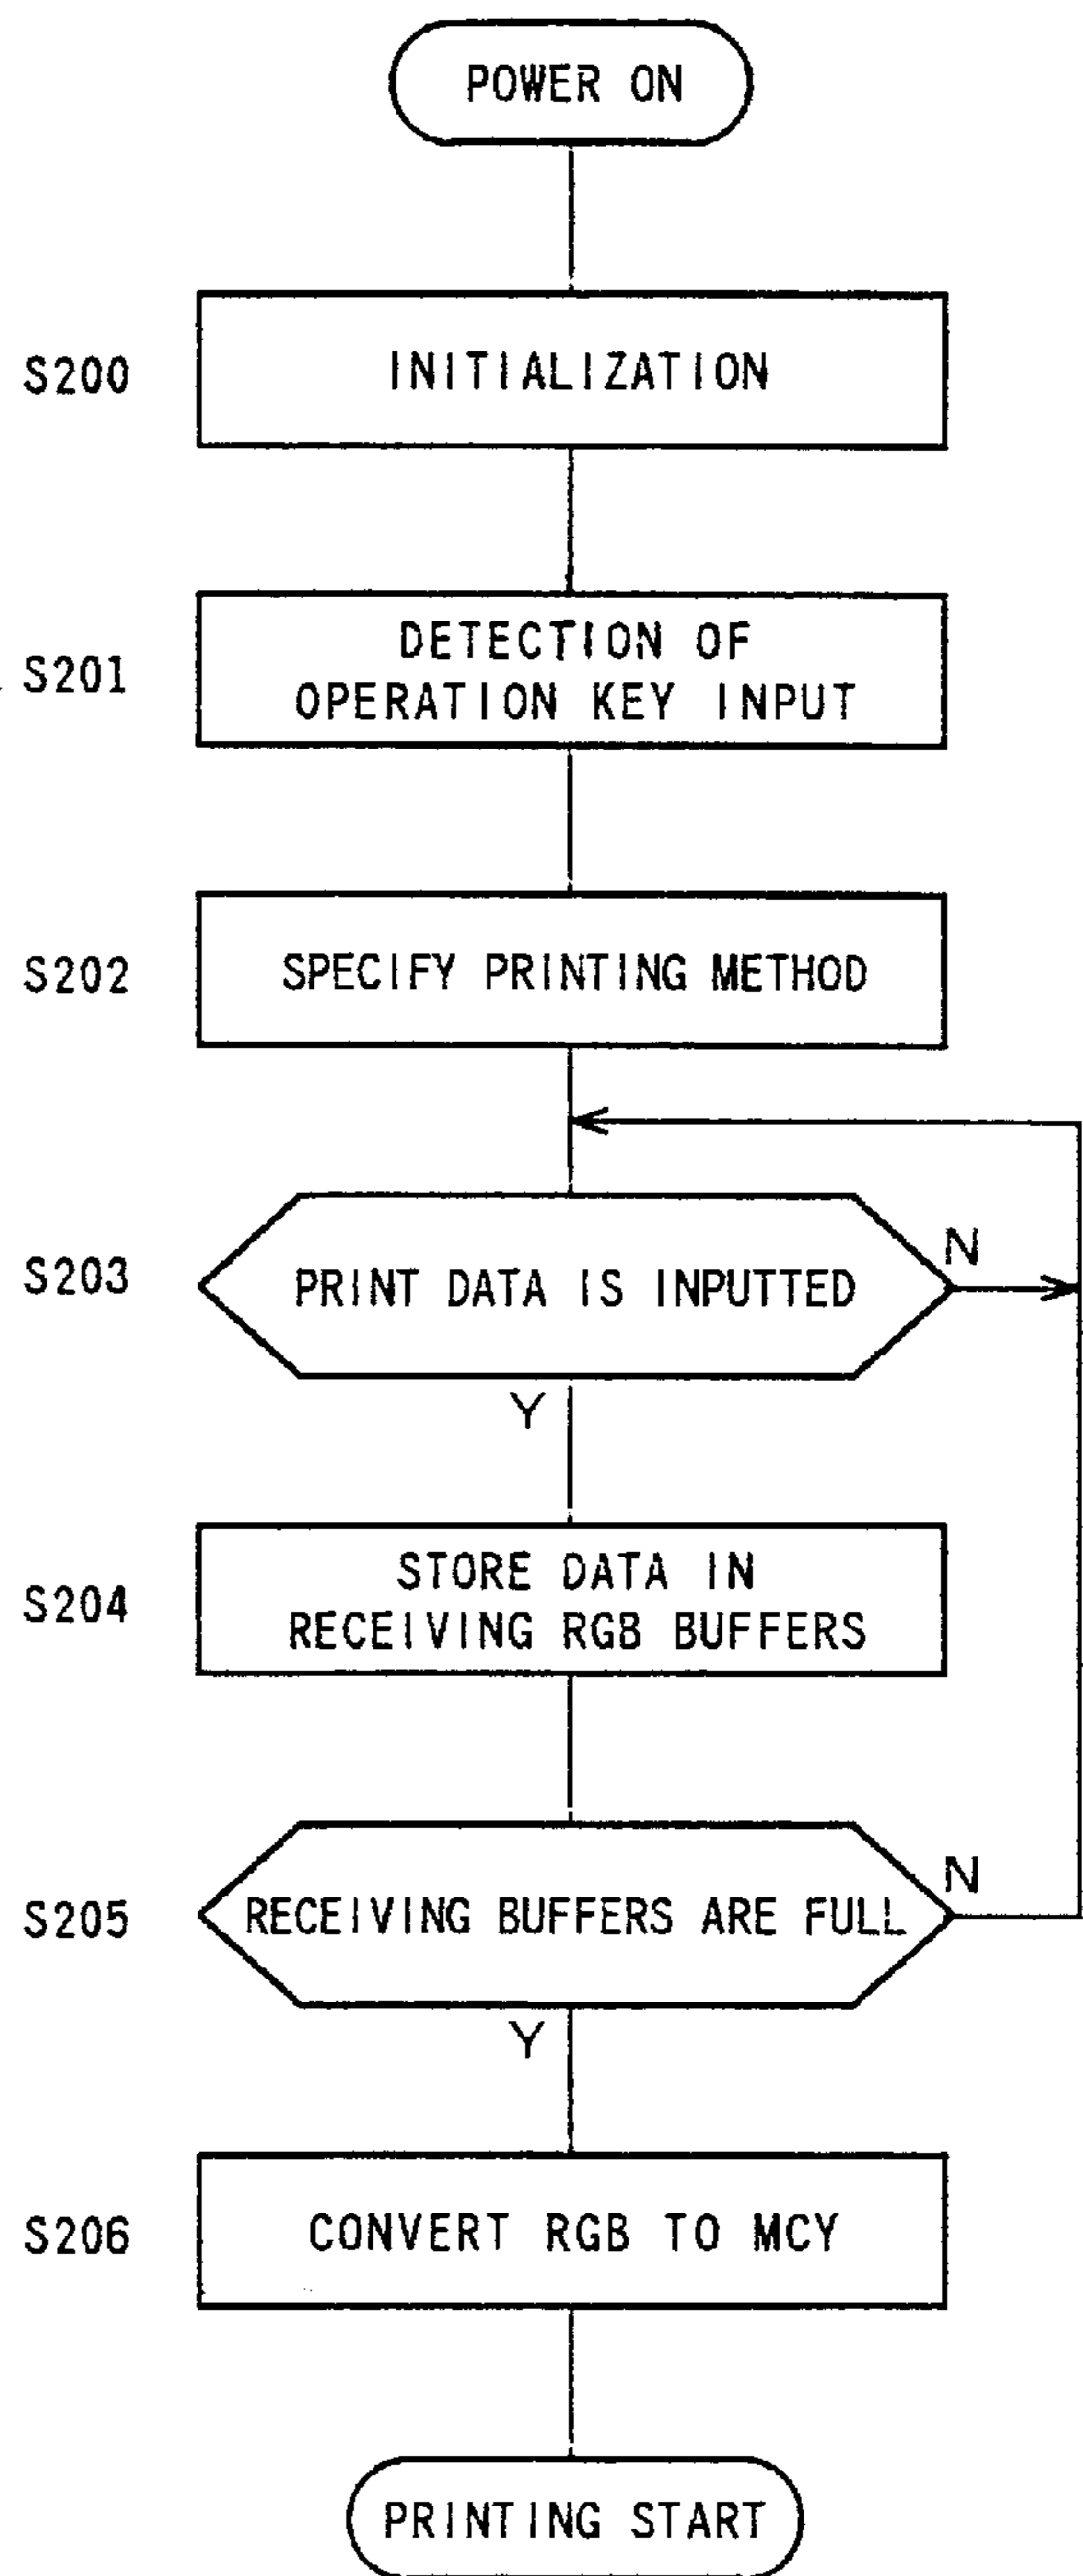 POWER ON
S200
INITIALIZATION
S201
DETECTION OF
OPERATION KEY INPUT
S202
SPECIFY PRINTING METHOD
S203
PRINT DATA IS INPUTTED
N
Y
S204
STORE DATA IN
RECEIVING RGB BUFFERS
S205
RECEIVING BUFFERS ARE FULL
N
Y
S206
CONVERT RGB TO MCY
PRINTING START